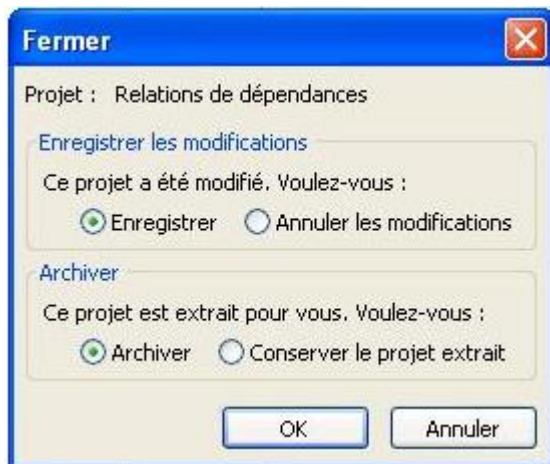 Fermer
Projet : Relations de dépendances
Enregistrer les modifications
Ce projet a été modifié. Voulez-vous :
Enregistrer Annuler les modifications
Archiver
Ce projet est extrait pour vous. Voulez-vous :
Archiver Conserver le projet extrait
OK Annuler